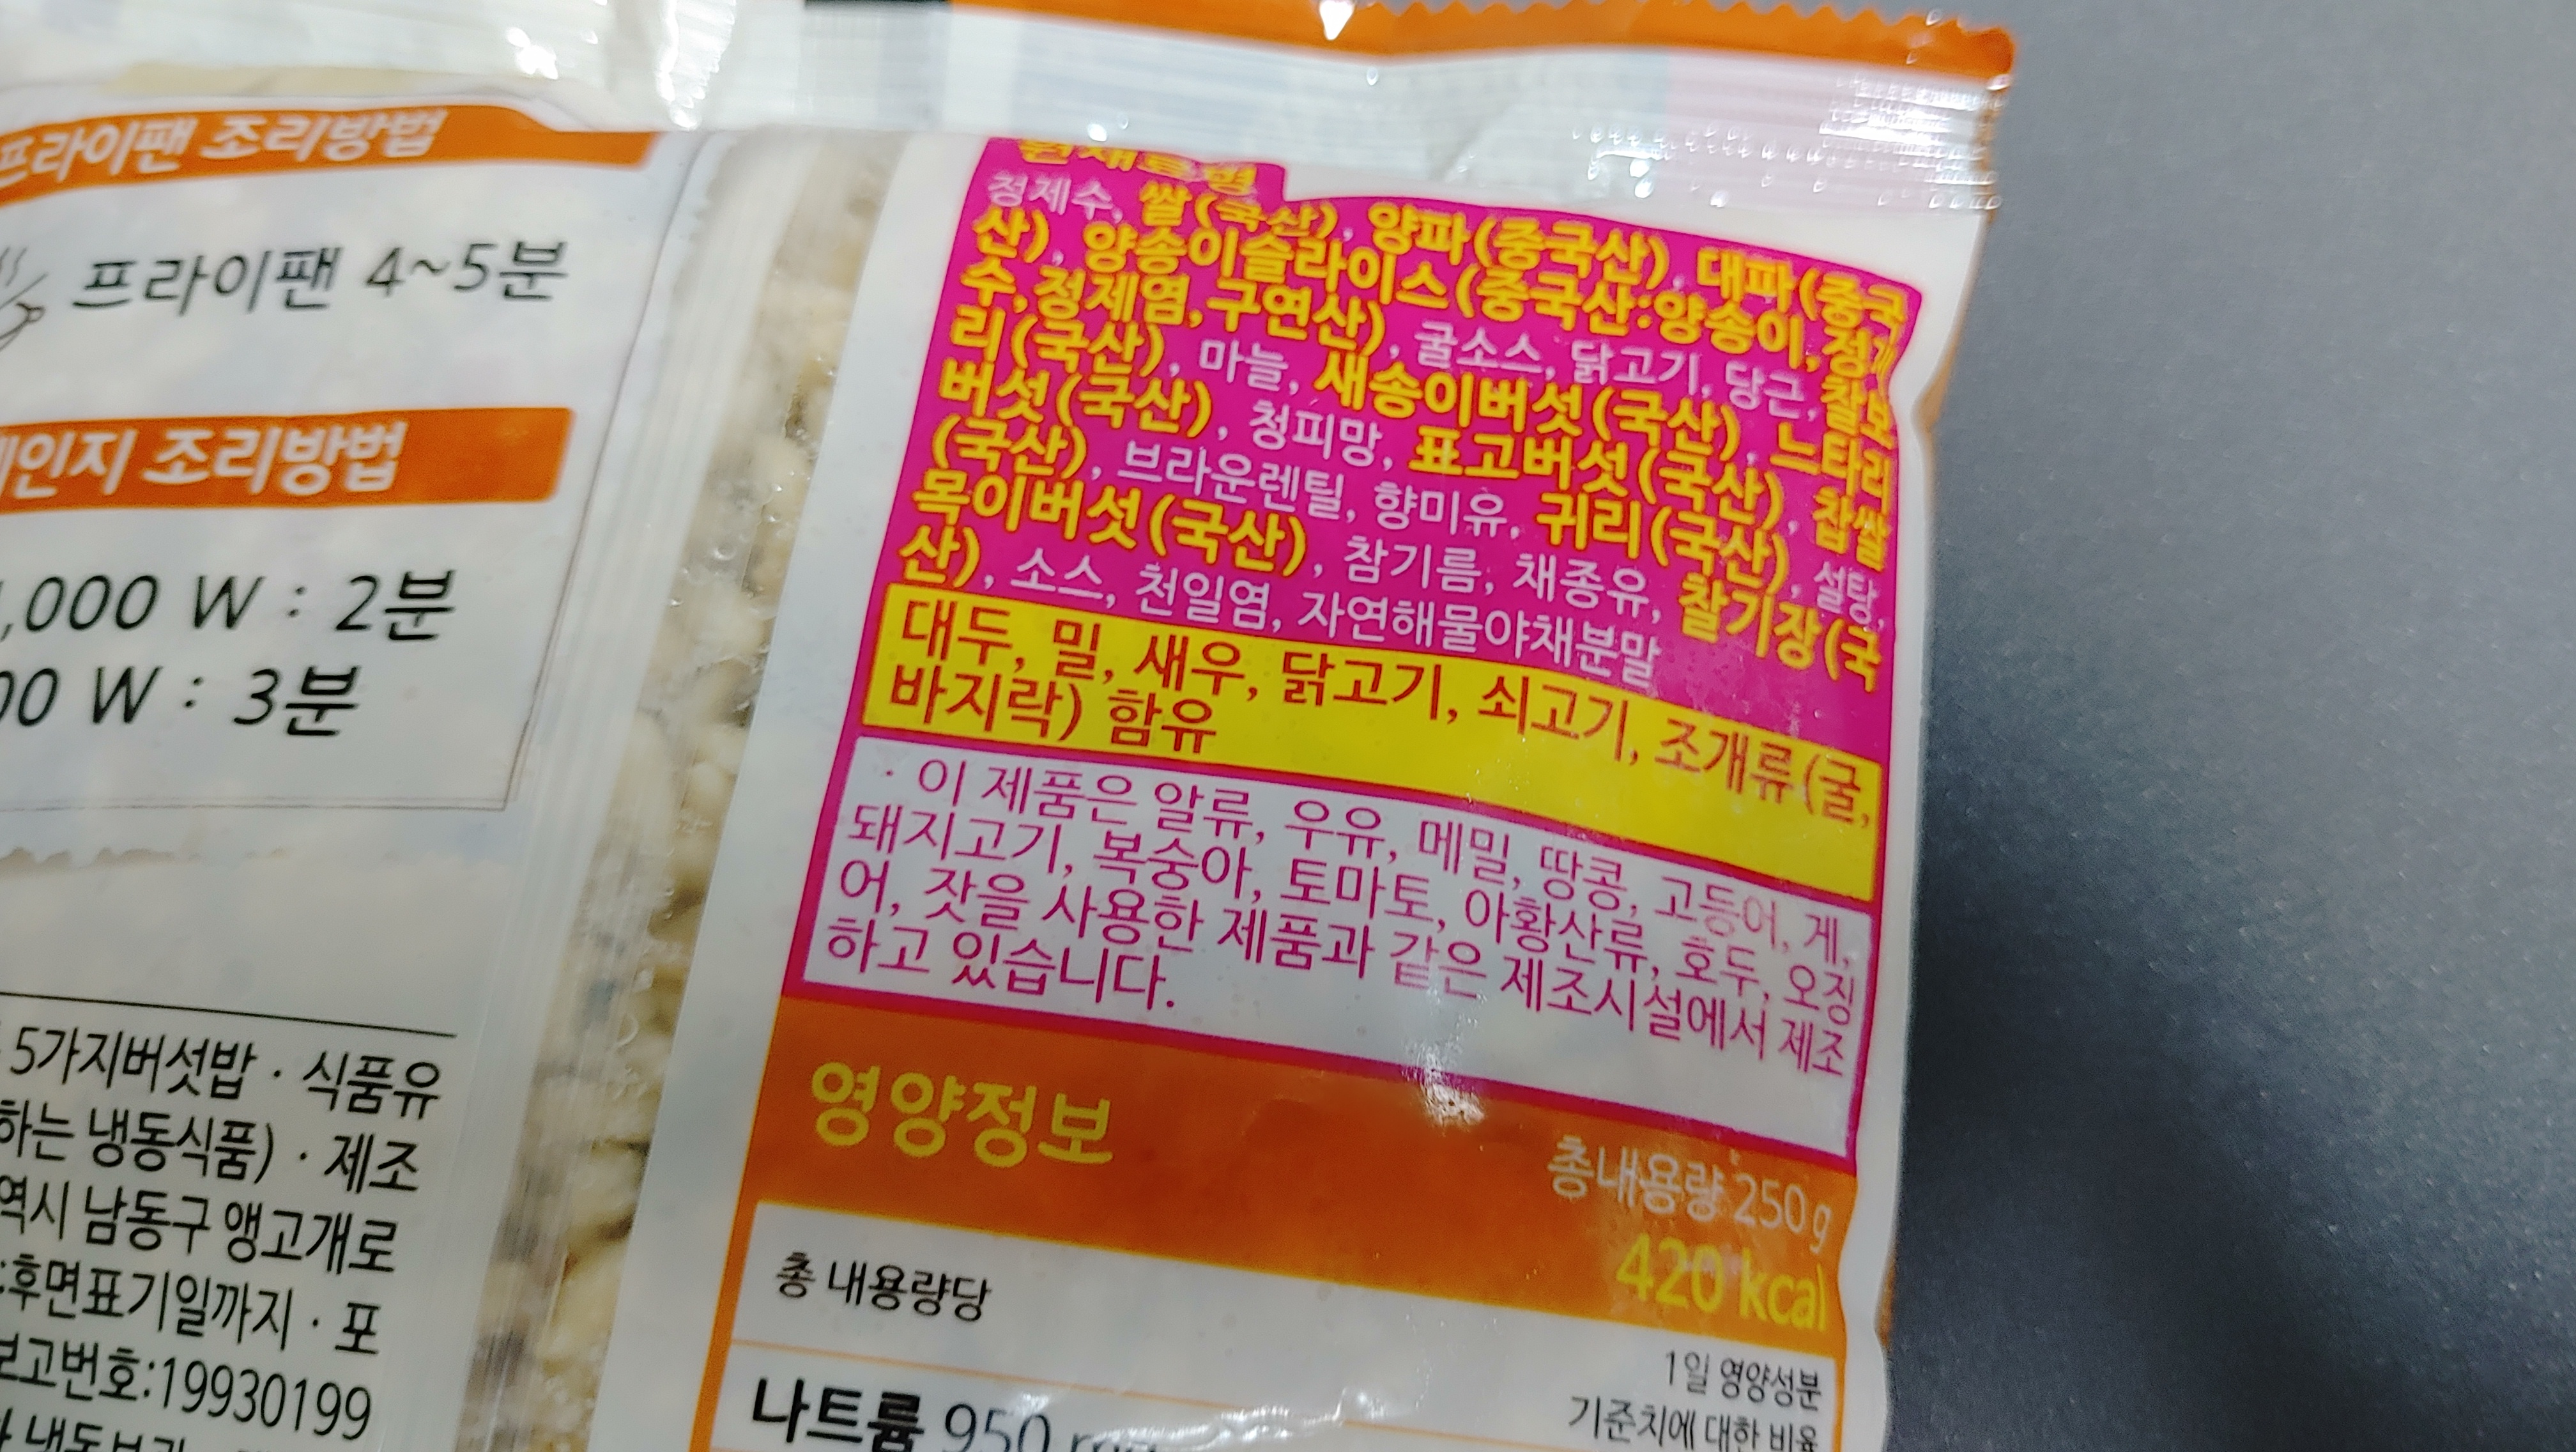 프라이팬 조리방법
프라이팬 4~5분
조리방법
,000 W : 2분
00 W : 3분
5가지버섯밥 · 식품유
하는 냉동식품) · 제조
역시 남동구 앵고개로
:후면표기일까지 · 포
보고번호:19930199
원재료명
정제수, 쌀(국산), 양파(중국산), 대파(중국
산), 양송이슬라이스(중국산:양송이,정제
수,정제염,구연산), 굴소스, 닭고기, 당근, 찰보
리(국산), 마늘, 새송이버섯(국산), 느타리
버섯(국산), 청피망, 표고버섯(국산), 찹쌀
(국산), 브라운렌틸, 향미유, 귀리(국산), 설탕,
목이버섯(국산), 참기름, 채종유, 찰기장(국
산), 소스, 천일염, 자연해물야채분말
대두, 밀, 새우, 닭고기, 쇠고기, 조개류(굴,
바지락) 함유
· 이 제품은 알류, 우유, 메밀, 땅콩, 고등어, 게,
돼지고기, 복숭아, 토마토, 아황산류, 호두, 오징
어, 잣을 사용한 제품과 같은 제조시설에서 제조
하고 있습니다.
영양정보
총내용량 250g
420 kcal
총 내용량당
1일 영양성분
기준치에 대한 비율
나트륨 950